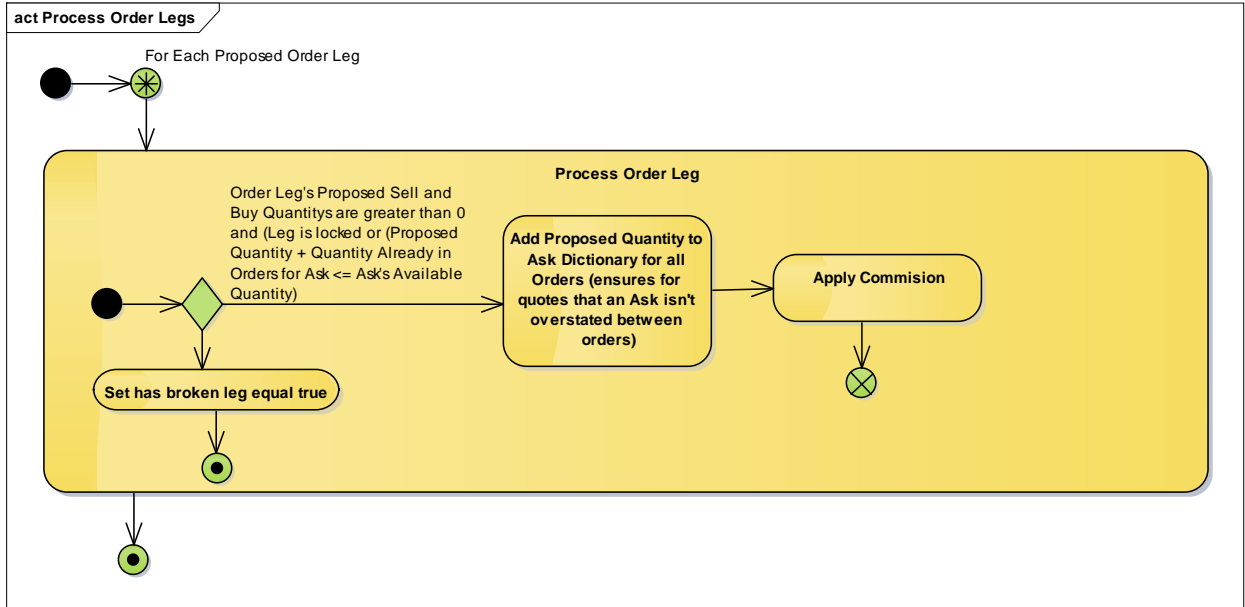 act Process Order Legs
For Each Proposed Order Leg
Process Order Leg
Order Leg's Proposed Sell and
Buy Quantitys are greater than 0
and (Leg is locked or (Proposed
Quantity + Quantity Already in
Orders for Ask <= Ask's Available
Quantity)
Add Proposed Quantity to
Ask Dictionary for all
Orders (ensures for
quotes that an Ask isn't
overstated between
orders)
Apply Commision
Set has broken leg equal true